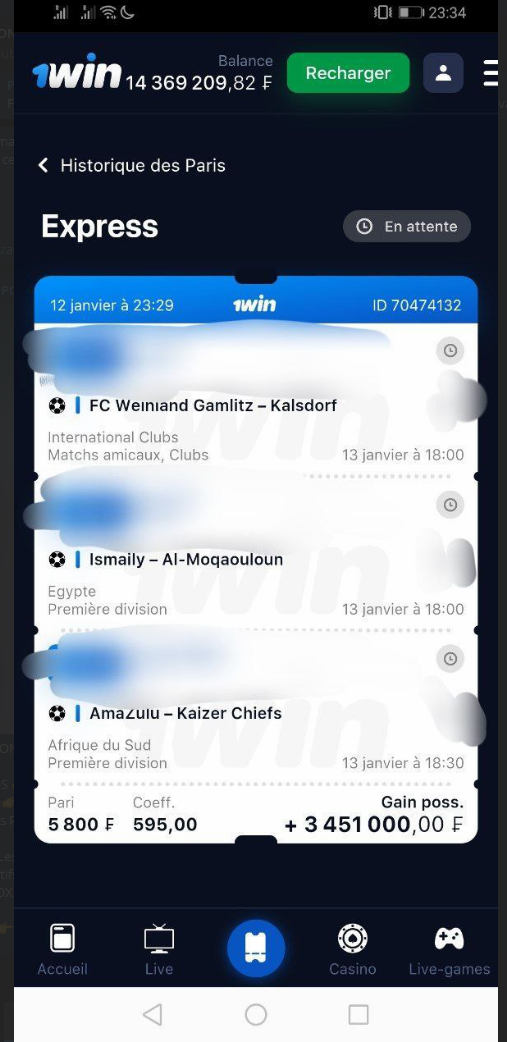 23:34
1win
Balance
14 369 209,82 ₣
Recharger
Historique des Paris
Express
En attente
12 janvier à 23:29
1win
ID 70474132
FC Weinland Gamlitz – Kalsdorf
International Clubs
Matchs amicaux, Clubs
13 janvier à 18:00
Ismaily – Al-Moqaouloun
Egypte
Première division
13 janvier à 18:00
AmaZulu – Kaizer Chiefs
Afrique du Sud
Première division
13 janvier à 18:30
Pari
Coeff.
Gain poss.
5 800 ₣
595,00
+ 3 451 000,00 ₣
Accueil
Live
Casino
Live-games